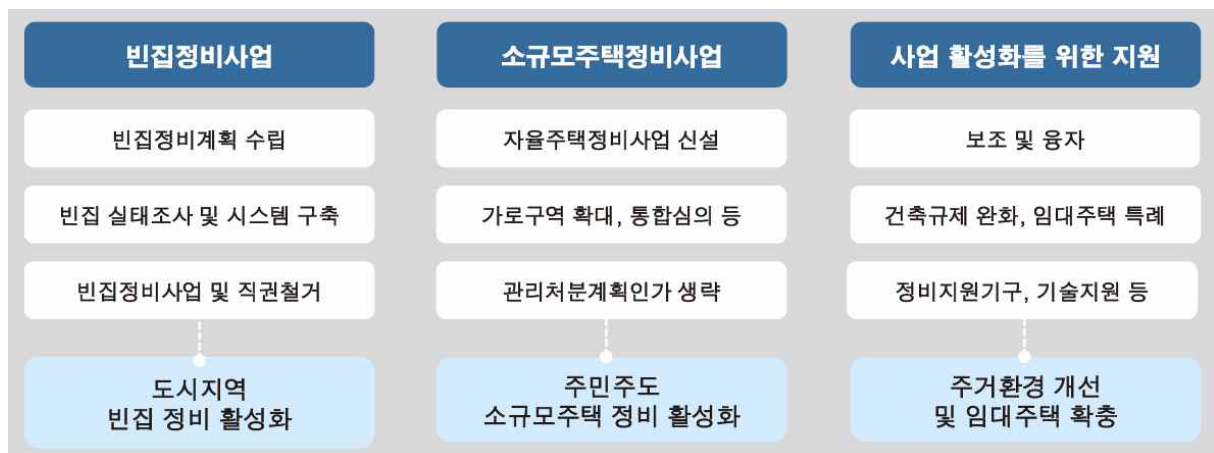 빈집정비사업
빈집정비계획 수립
빈집 실태조사 및 시스템 구축
빈집정비사업 및 직권철거
도시지역
빈집 정비 활성화
소규모주택정비사업
자율주택정비사업 신설
가로구역 확대, 통합심의 등
관리처분계획인가 생략
주민주도
소규모주택 정비 활성화
사업 활성화를 위한 지원
보조 및 융자
건축규제 완화, 임대주택 특례
정비지원기구, 기술지원 등
주거환경 개선
및 임대주택 확충